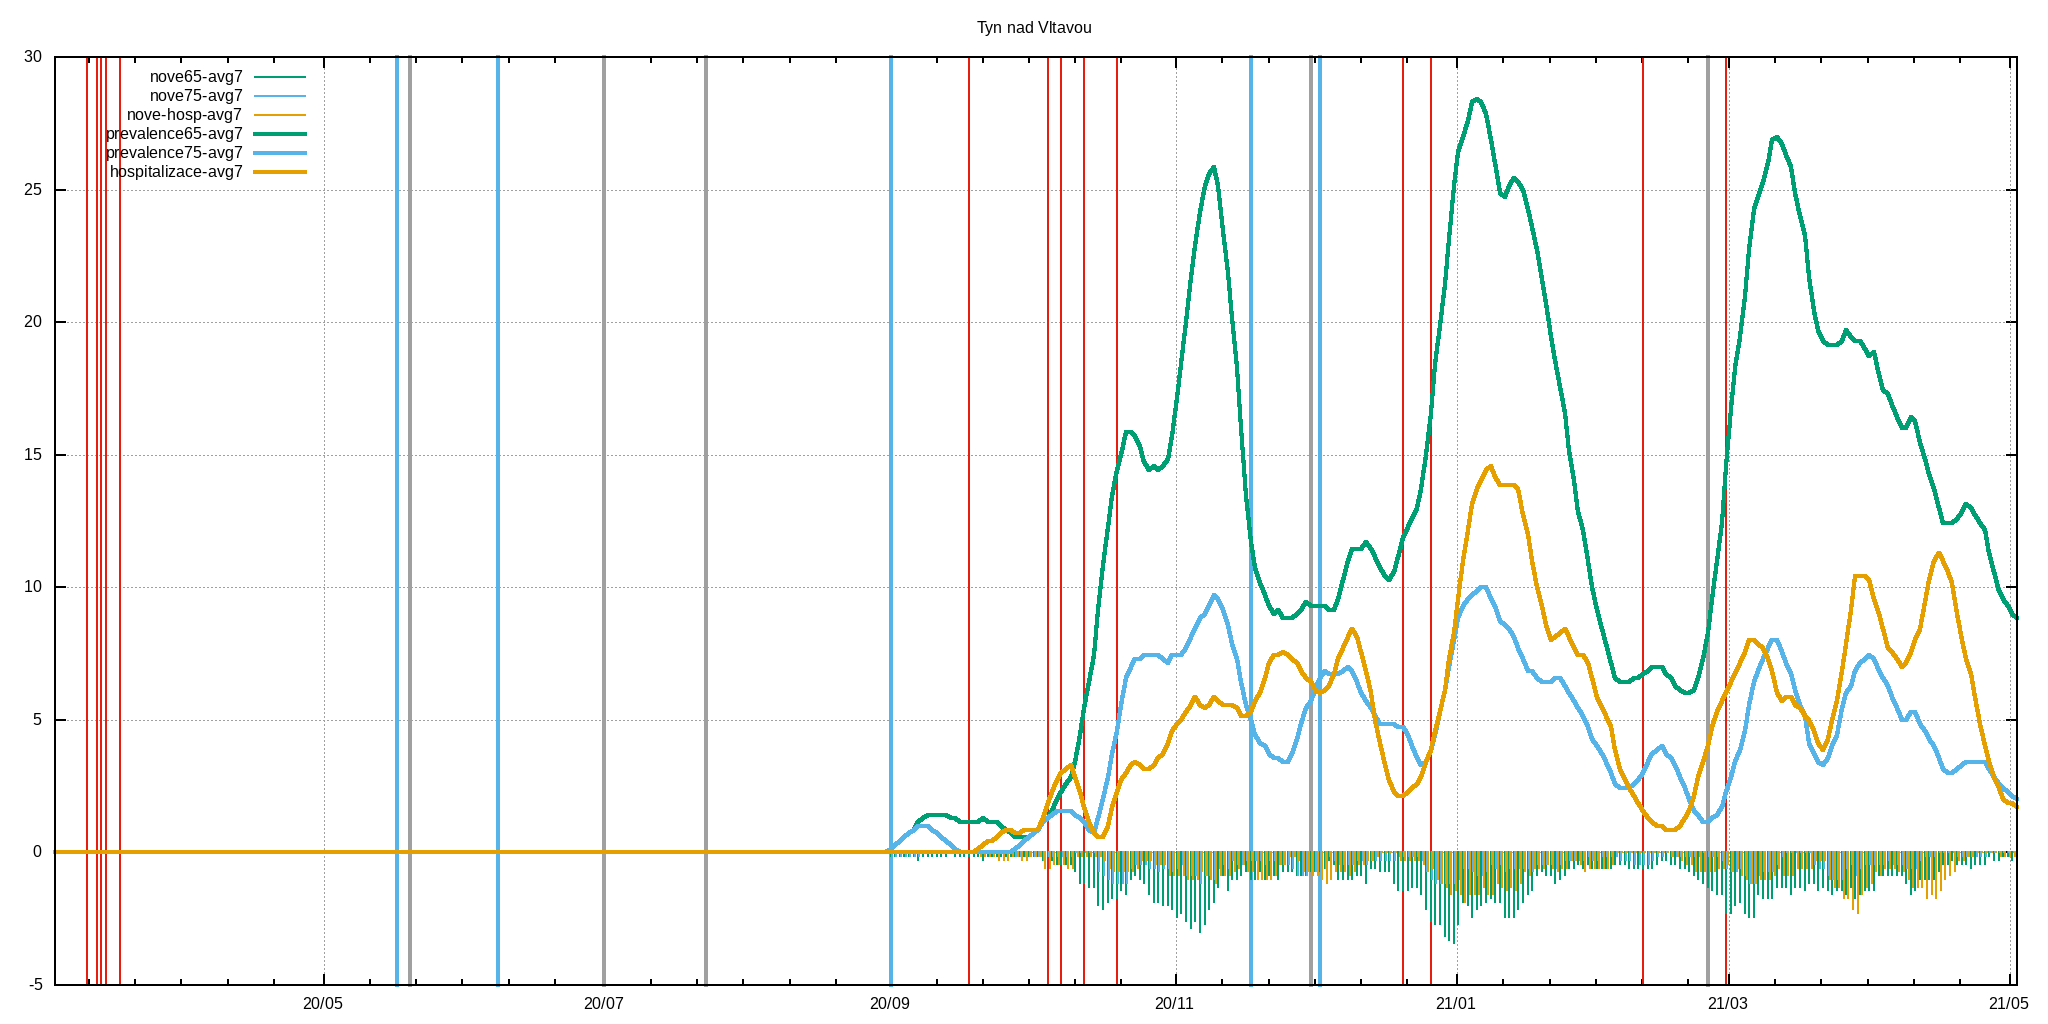 Tyn nad Vltavou
30
nove65-avg7
nove75-avg7
nove-hosp-avg7
prevalence65-avg7
prevalence75-avg7
hospitalizace-avg7
25
20
15
10
5
0
-5
20/05 20/07 20/09 20/11 21/01 21/03 21/05